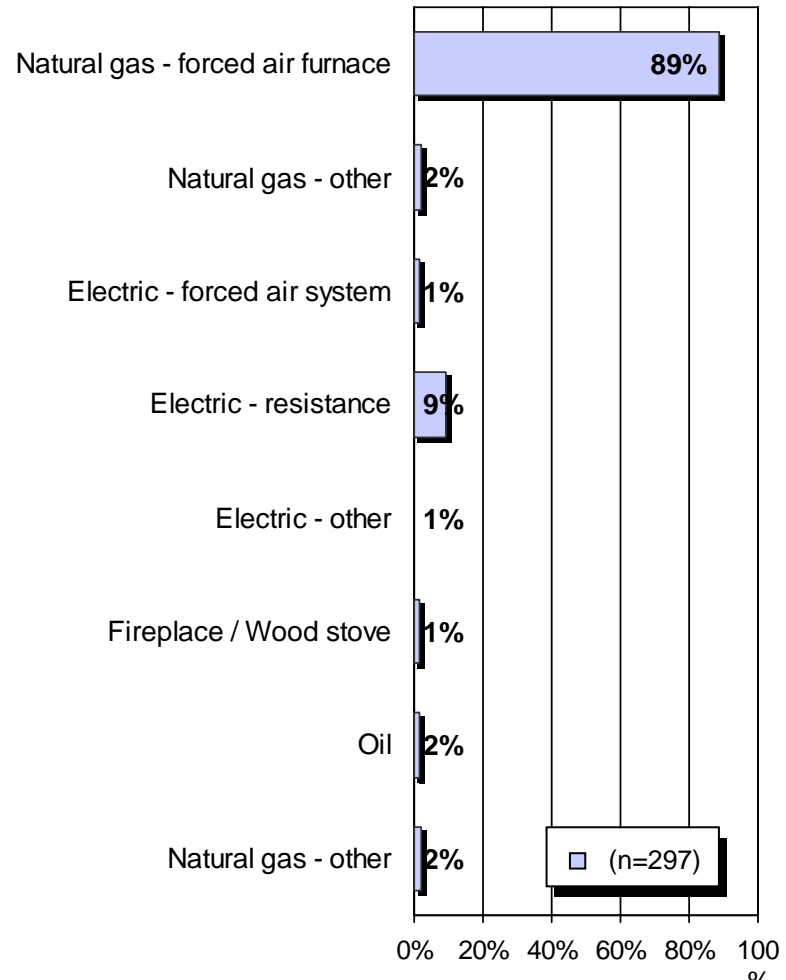 Natural gas - forced air furnace 89%
Natural gas - other 2%
Electric - forced air system 1%
Electric - resistance 9%
Electric - other 1%
Fireplace / Wood stove 1%
Oil 2%
Natural gas - other 2%
(n=297)
0% 20% 40% 60% 80% 100
%